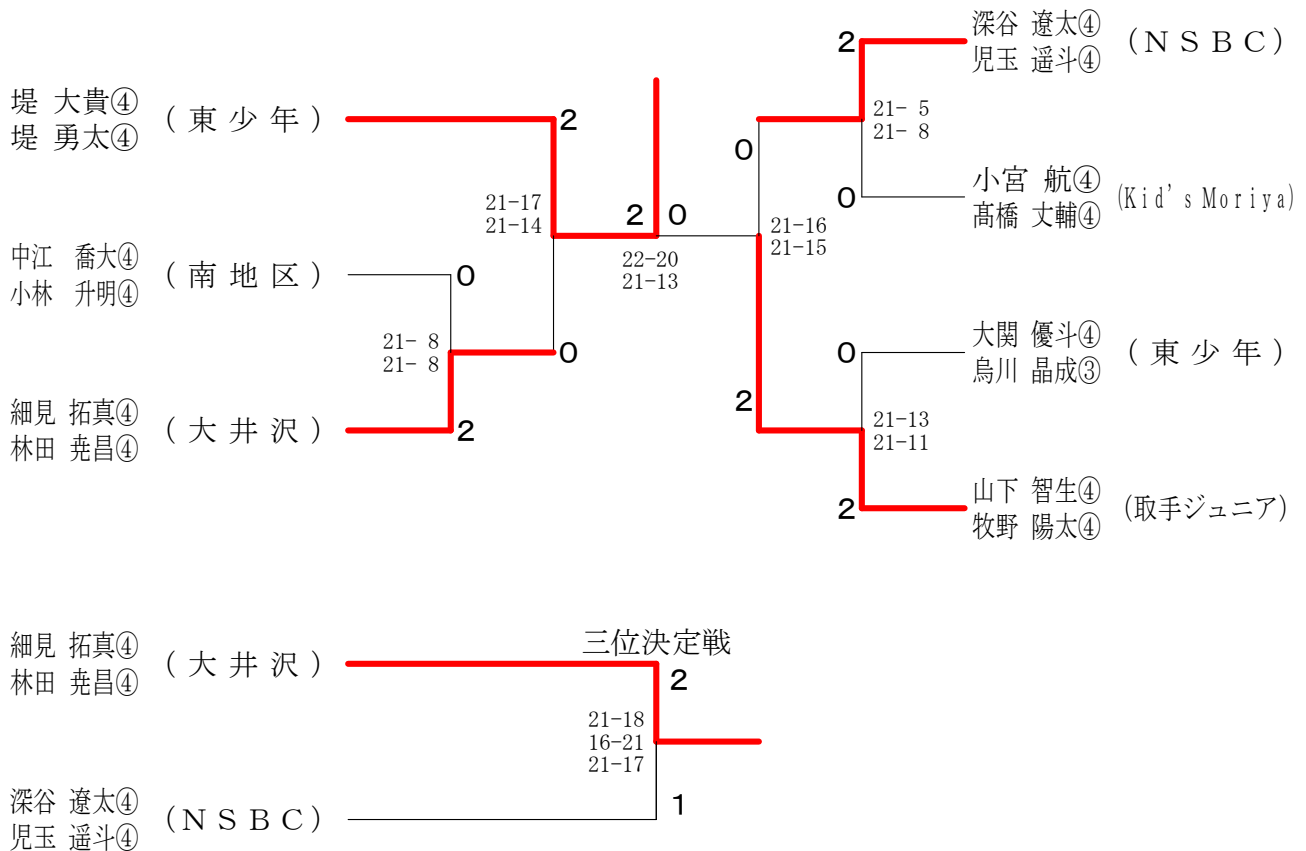 堤 大貴④
堤 勇太④
(東少年)
2
21-17
21-14
中江 喬大④
小林 升明④
(南地区)
0
21- 8
21- 8
0
細見 拓真④
林田 尭昌④
(大井沢)
2
2
0
22-20
21-13
深谷 遼太④
児玉 遥斗④
(NSBC)
2
21- 5
21- 8
0
小宮 航④
髙橋 丈輔④
(Kid's Moriya)
0
21-16
21-15
大関 優斗④
烏川 晶成③
(東少年)
0
21-13
21-11
2
山下 智生④
牧野 陽太④
(取手ジュニア)
2
三位決定戦
細見 拓真④
林田 尭昌④
(大井沢)
2
21-18
16-21
21-17
深谷 遼太④
児玉 遥斗④
(NSBC)
1